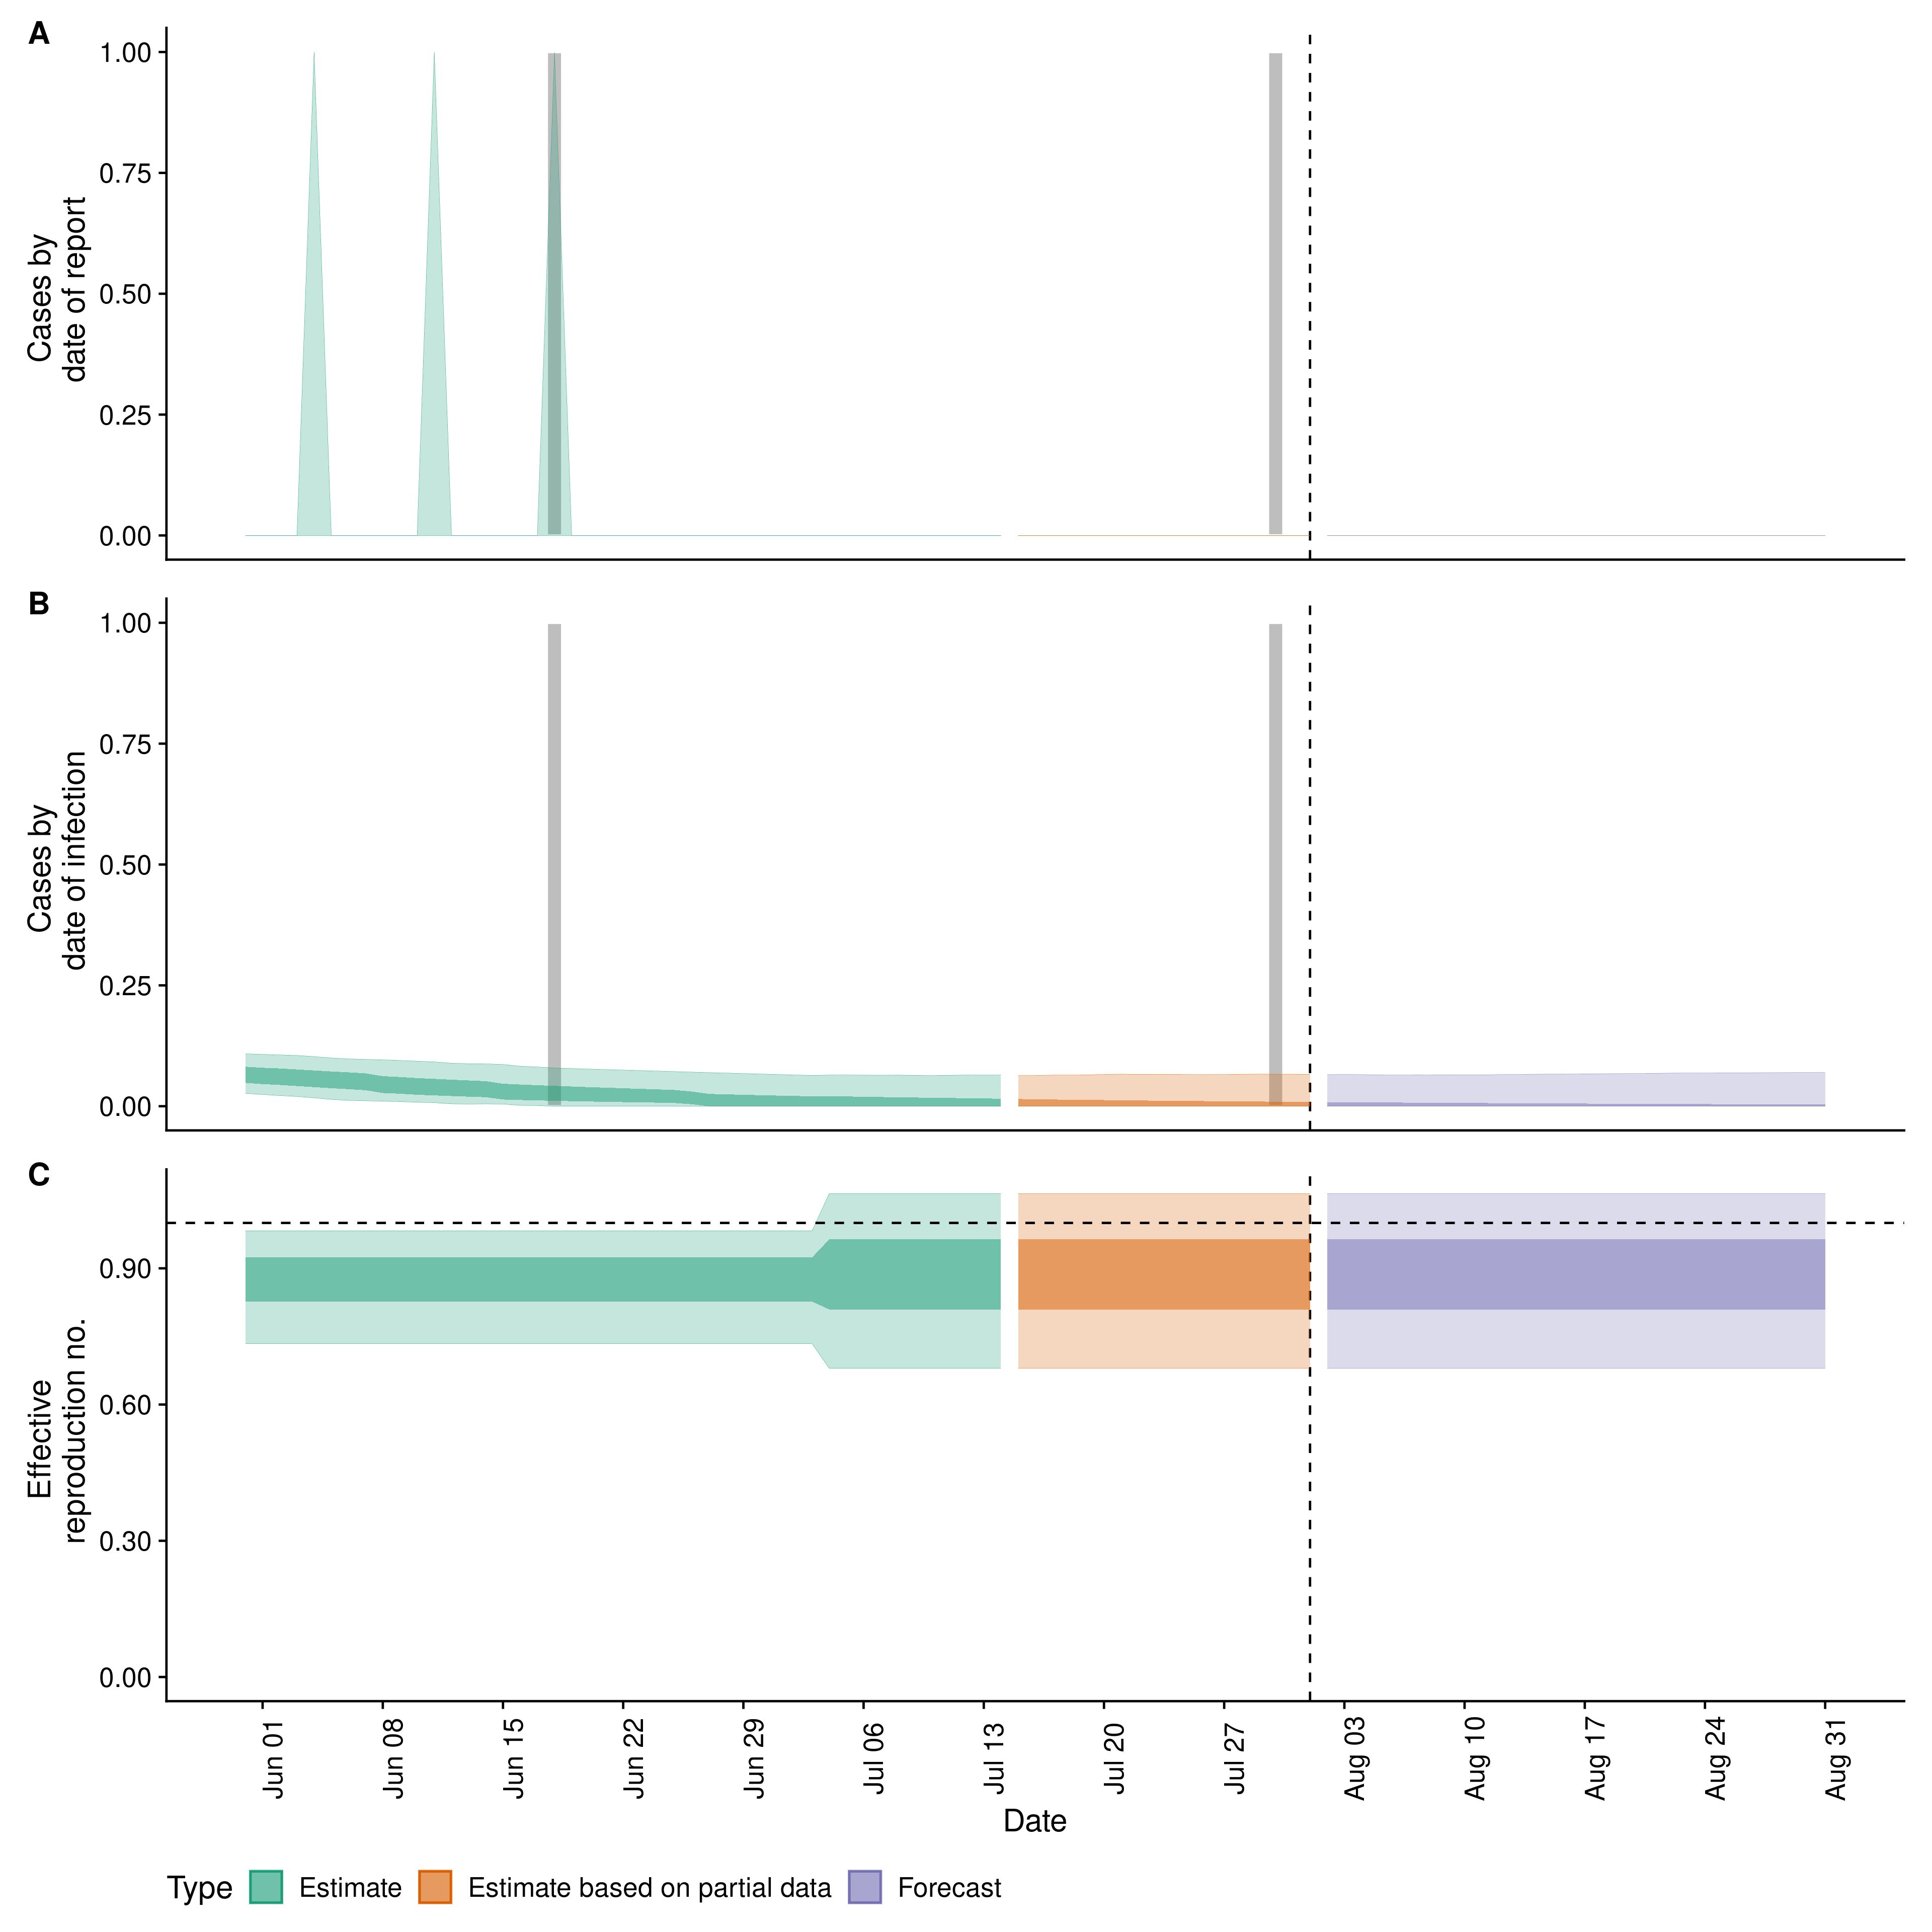 A
Cases by
date of report
1.00
0.75
0.50
0.25
0.00
B
Cases by
date of infection
1.00
0.75
0.50
0.25
0.00
C
Effective
reproduction no.
0.90
0.60
0.30
0.00
Jun 01
Jun 08
Jun 15
Jun 22
Jun 29
Jul 06
Jul 13
Jul 20
Jul 27
Aug 03
Aug 10
Aug 17
Aug 24
Aug 31
Date
Type Estimate Estimate based on partial data Forecast